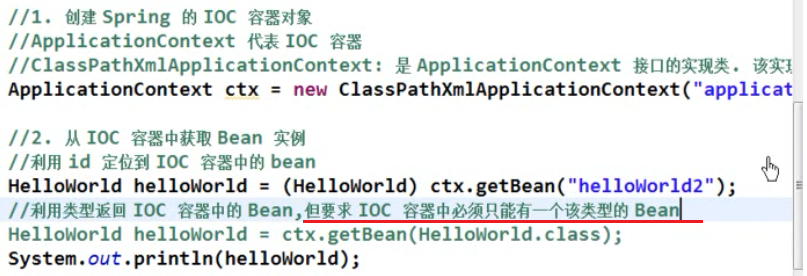 //1. 创建 Spring 的 IOC 容器对象
//ApplicationContext 代表 IOC 容器
//ClassPathXmlApplicationContext: 是 ApplicationContext 接口的实现类. 该实现
ApplicationContext ctx = new ClassPathXmlApplicationContext("applicat
//2. 从 IOC 容器中获取 Bean 实例
//利用 id 定位到 IOC 容器中的 bean
HelloWorld helloWorld = (HelloWorld) ctx.getBean("helloWorld2");
//利用类型返回 IOC 容器中的 Bean,但要求 IOC 容器中必须只能有一个该类型的 Bean
HelloWorld helloWorld = ctx.getBean(HelloWorld.class);
System.out.println(helloWorld);